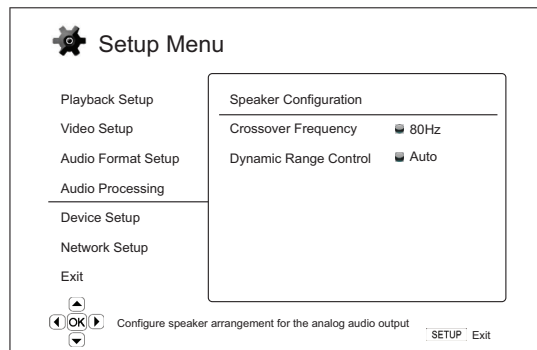 Setup Menu
Playback Setup
Video Setup
Audio Format Setup
Audio Processing
Device Setup
Network Setup
Exit
Speaker Configuration
Crossover Frequency 80Hz
Dynamic Range Control Auto
OK Configure speaker arrangement for the analog audio output
SETUP Exit